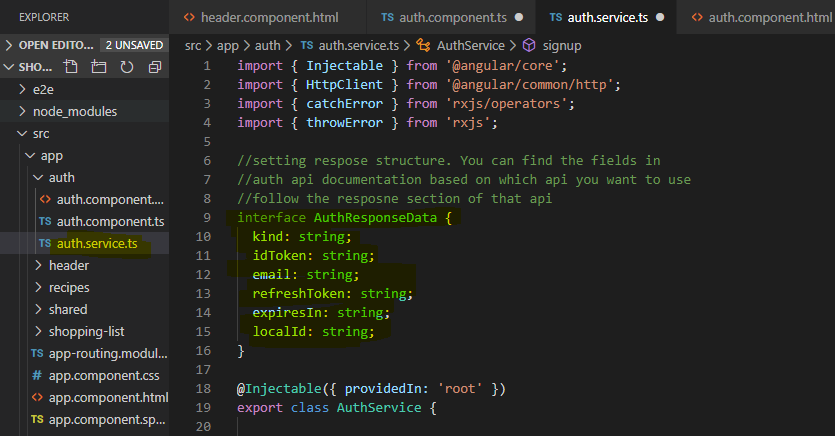 EXPLORER
OPEN EDITO... 2 UNSAVED
SHO...
e2e
node_modules
src
app
auth
auth.component....
TS auth.component.ts
TS auth.service.ts
header
recipes
shared
shopping-list
TS app-routing.modul...
# app.component.css
app.component.html
TS app.component.sp...
header.component.html
TS auth.component.ts
TS auth.service.ts
auth.component.html
src > app > auth > TS auth.service.ts > AuthService > signup
1 import { Injectable } from '@angular/core';
2 import { HttpClient } from '@angular/common/http';
3 import { catchError } from 'rxjs/operators';
4 import { throwError } from 'rxjs';
5
6 //setting respose structure. You can find the fields in
7 //auth api documentation based on which api you want to use
8 //follow the resposne section of that api
9 interface AuthResponseData {
10 kind: string;
11 idToken: string;
12 email: string;
13 refreshToken: string;
14 expiresIn: string;
15 localId: string;
16 }
17
18 @Injectable({ providedIn: 'root' })
19 export class AuthService {
20